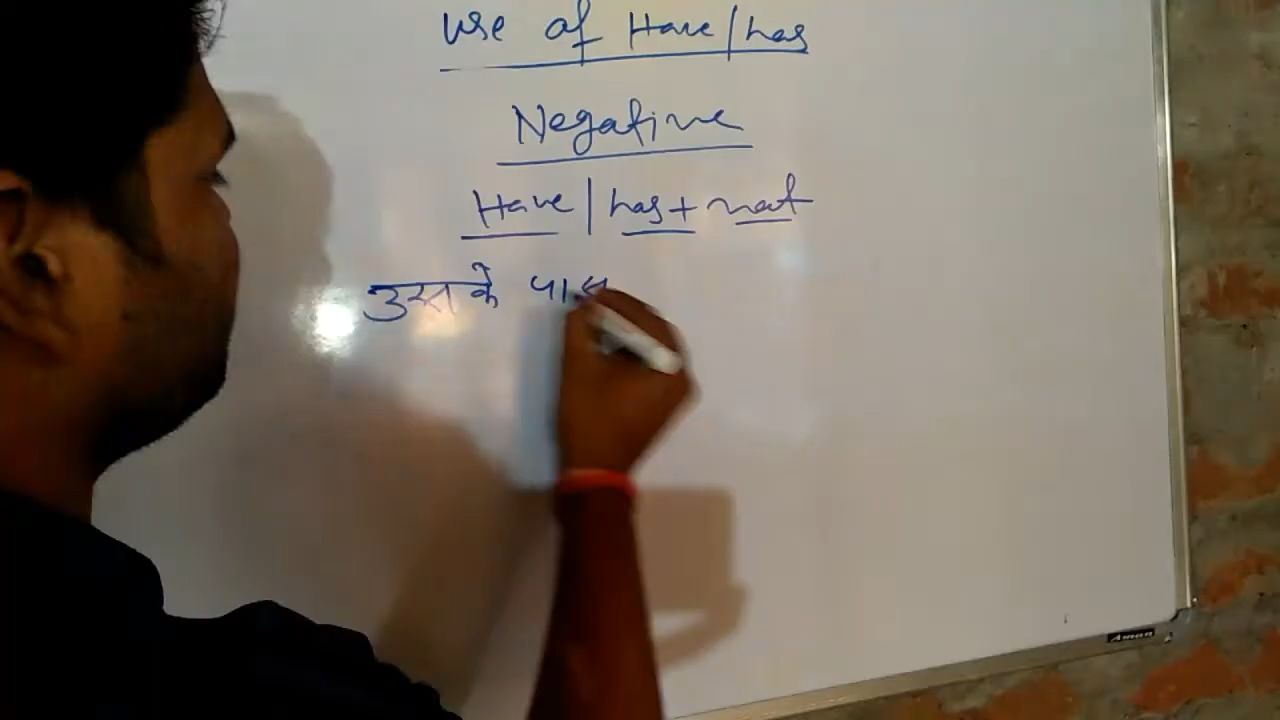 Use of Have/has
Negative
Have | has + not
उसके पास